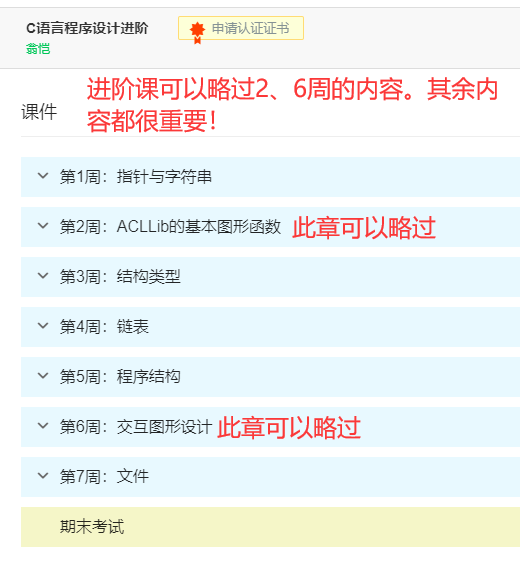 C语言程序设计进阶
申请认证证书
翁恺
进阶课可以略过2、6周的内容。其余内
容都很重要！
课件
第1周：指针与字符串
第2周：ACLLib的基本图形函数 此章可以略过
第3周：结构类型
第4周：链表
第5周：程序结构
第6周：交互图形设计 此章可以略过
第7周：文件
期末考试